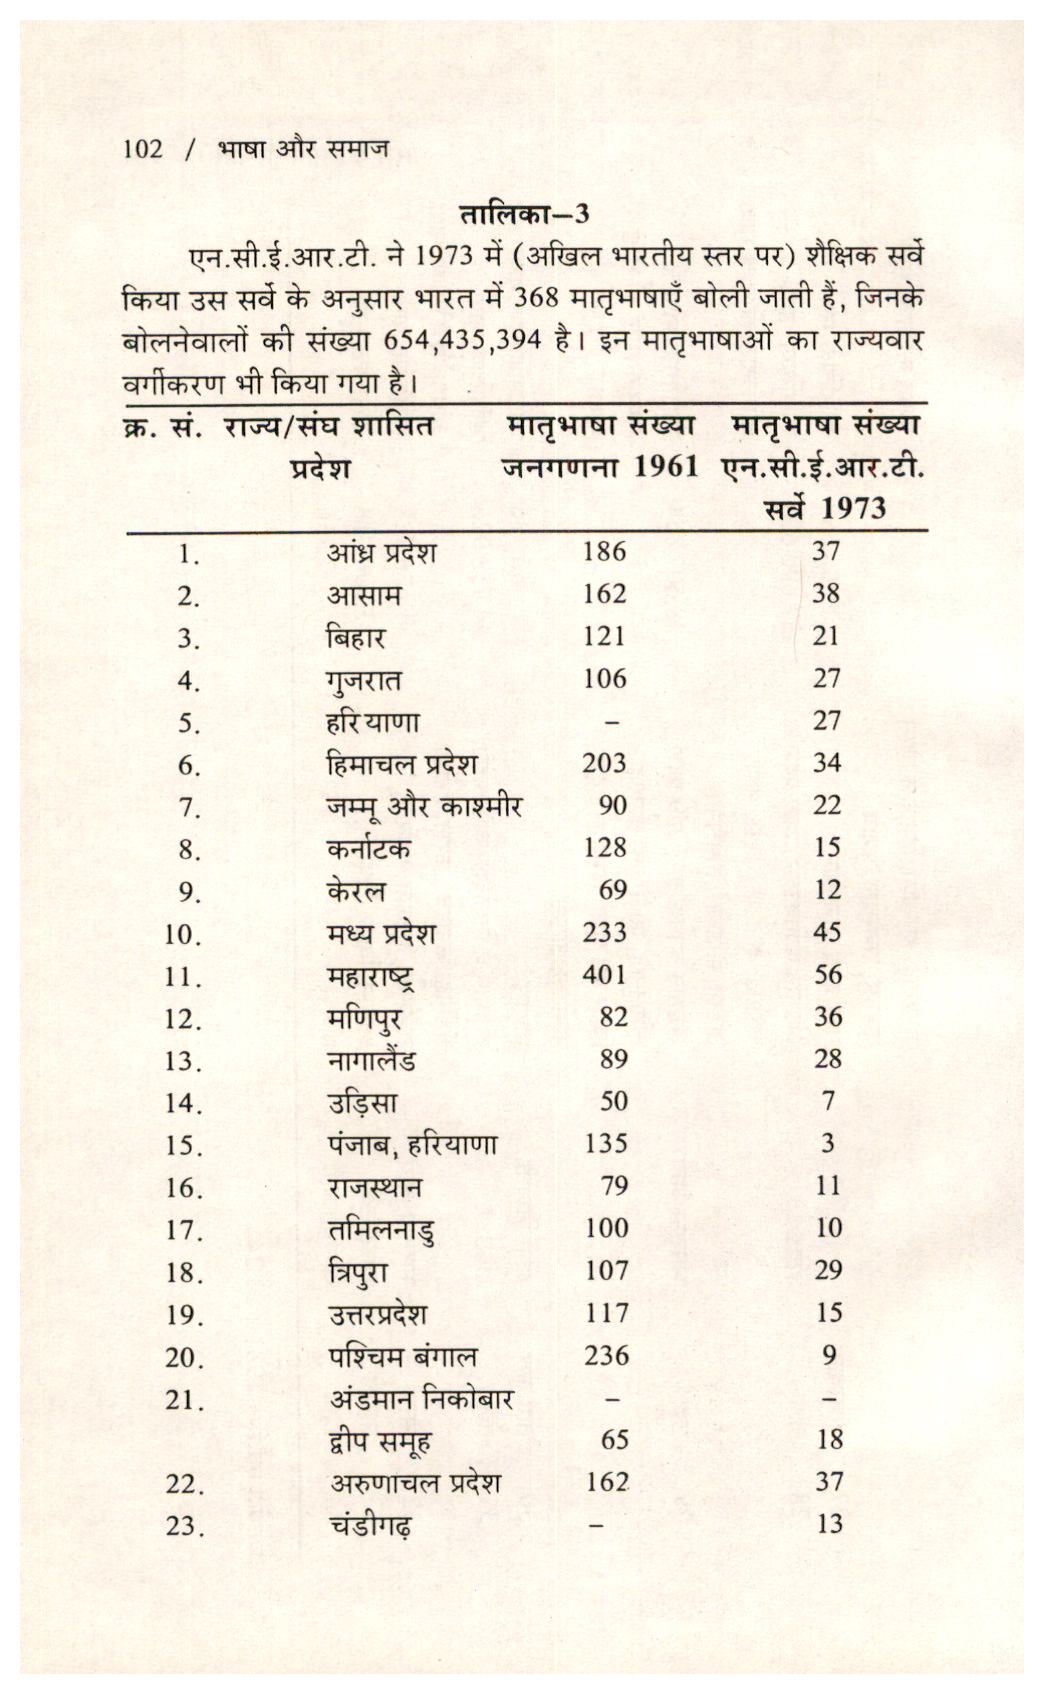 102 / भाषा और समाज
तालिका–3
एन.सी.ई.आर.टी. ने 1973 में (अखिल भारतीय स्तर पर) शैक्षिक सर्वे
किया उस सर्वे के अनुसार भारत में 368 मातृभाषाएँ बोली जाती हैं, जिनके
बोलनेवालों की संख्या 654,435,394 है। इन मातृभाषाओं का राज्यवार
वर्गीकरण भी किया गया है।
क्र. सं. राज्य/संघ शासित मातृभाषा संख्या मातृभाषा संख्या
प्रदेश जनगणना 1961 एन.सी.ई.आर.टी.
सर्वे 1973
1. आंध्र प्रदेश 186 37
2. आसाम 162 38
3. बिहार 121 21
4. गुजरात 106 27
5. हरियाणा – 27
6. हिमाचल प्रदेश 203 34
7. जम्मू और काश्मीर 90 22
8. कर्नाटक 128 15
9. केरल 69 12
10. मध्य प्रदेश 233 45
11. महाराष्ट्र 401 56
12. मणिपुर 82 36
13. नागालैंड 89 28
14. उड़िसा 50 7
15. पंजाब, हरियाणा 135 3
16. राजस्थान 79 11
17. तमिलनाडु 100 10
18. त्रिपुरा 107 29
19. उत्तरप्रदेश 117 15
20. पश्चिम बंगाल 236 9
21. अंडमान निकोबार – –
द्वीप समूह 65 18
22. अरुणाचल प्रदेश 162 37
23. चंडीगढ़ – 13